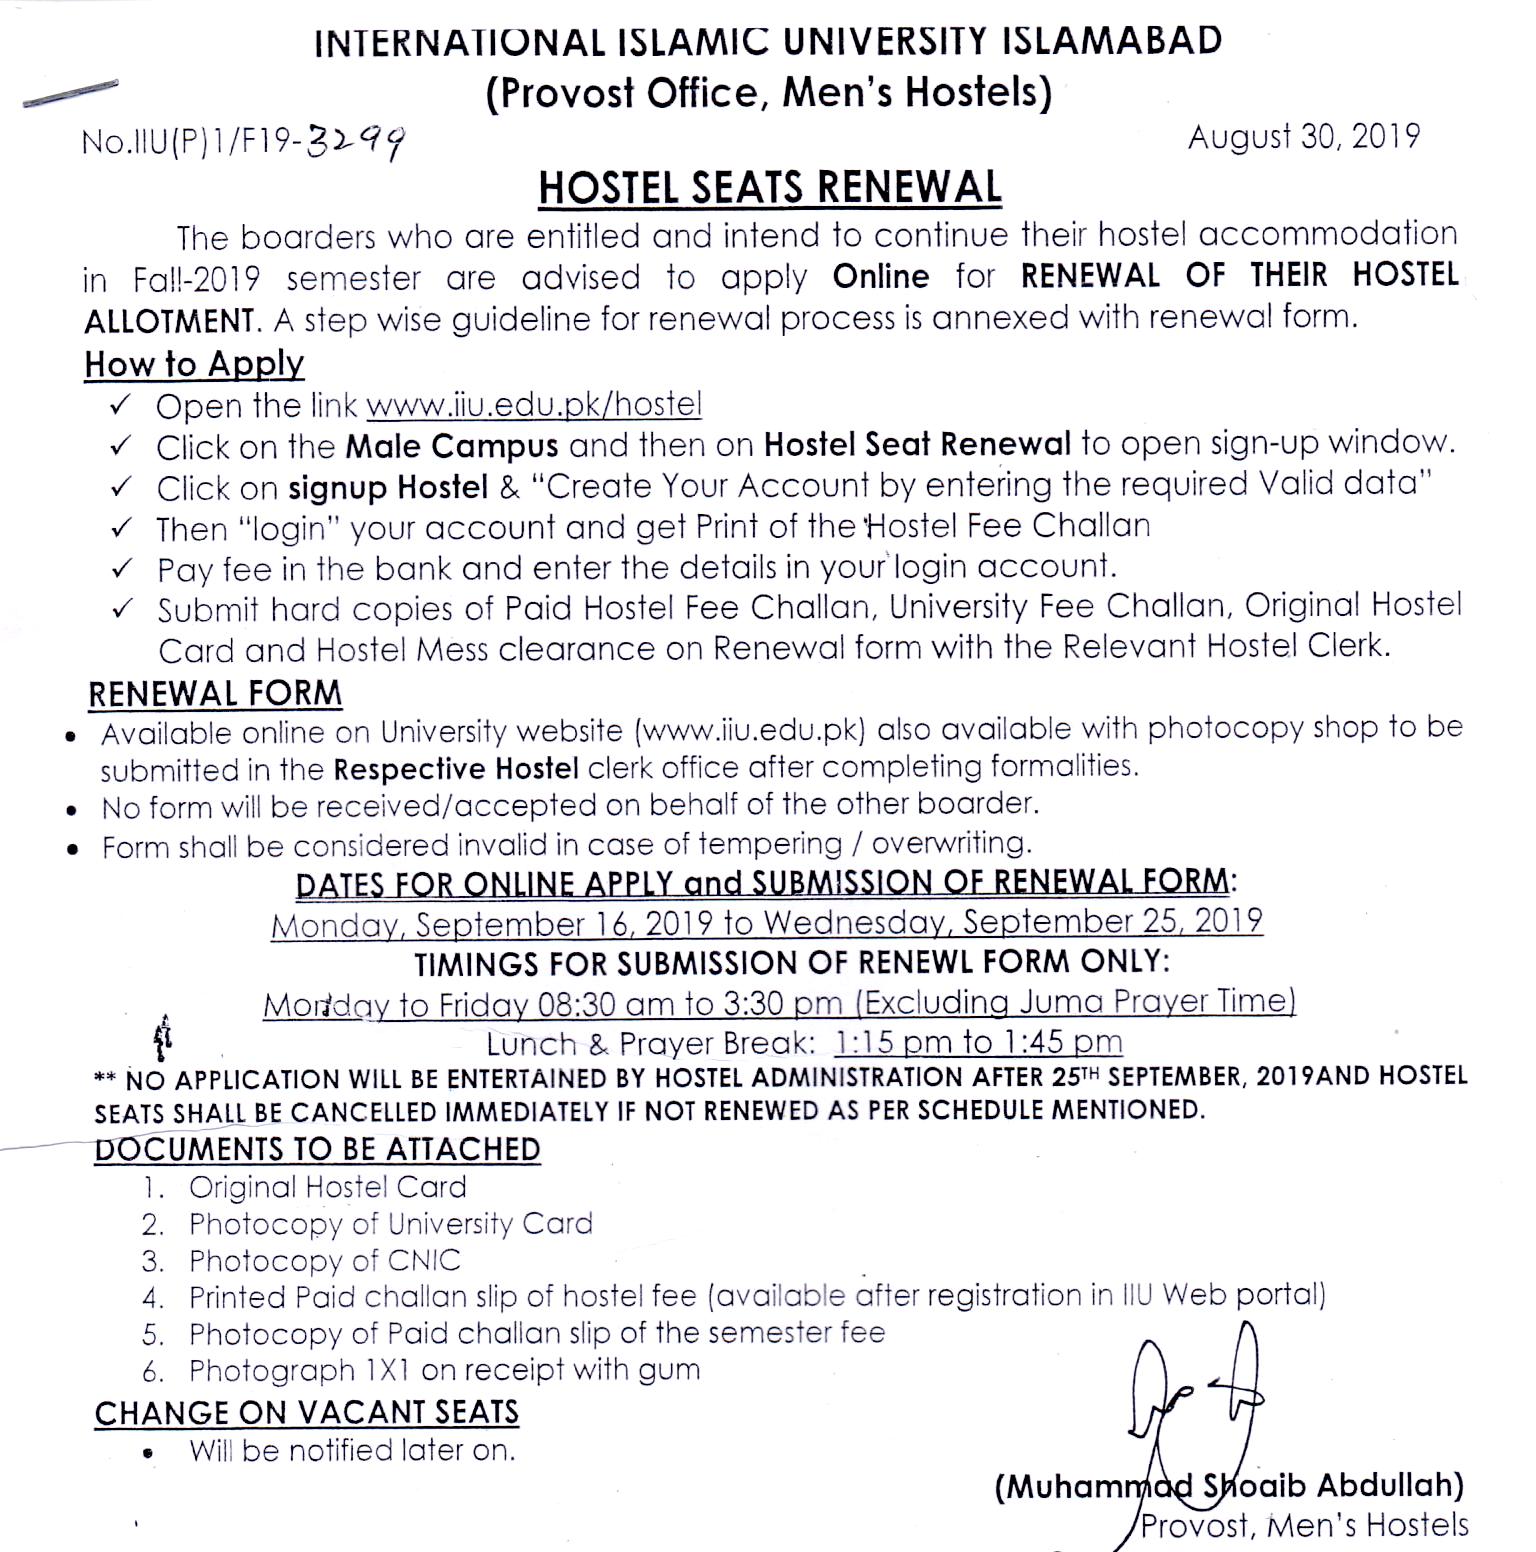 INTERNATIONAL ISLAMIC UNIVERSITY ISLAMABAD
(Provost Office, Men's Hostels)
No.IIU(P)1/F19-3299
August 30, 2019
HOSTEL SEATS RENEWAL
The boarders who are entitled and intend to continue their hostel accommodation
in Fall-2019 semester are advised to apply Online for RENEWAL OF THEIR HOSTEL
ALLOTMENT. A step wise guideline for renewal process is annexed with renewal form.
How to Apply
✓ Open the link www.iiu.edu.pk/hostel
✓ Click on the Male Campus and then on Hostel Seat Renewal to open sign-up window.
✓ Click on signup Hostel & "Create Your Account by entering the required Valid data"
✓ Then "login" your account and get Print of the Hostel Fee Challan
✓ Pay fee in the bank and enter the details in your login account.
✓ Submit hard copies of Paid Hostel Fee Challan, University Fee Challan, Original Hostel
Card and Hostel Mess clearance on Renewal form with the Relevant Hostel Clerk.
RENEWAL FORM
• Available online on University website (www.iiu.edu.pk) also available with photocopy shop to be
submitted in the Respective Hostel clerk office after completing formalities.
• No form will be received/accepted on behalf of the other boarder.
• Form shall be considered invalid in case of tempering / overwriting.
DATES FOR ONLINE APPLY and SUBMISSION OF RENEWAL FORM:
Monday, September 16, 2019 to Wednesday, September 25, 2019
TIMINGS FOR SUBMISSION OF RENEWL FORM ONLY:
Monday to Friday 08:30 am to 3:30 pm (Excluding Juma Prayer Time)
Lunch & Prayer Break: 1:15 pm to 1:45 pm
** NO APPLICATION WILL BE ENTERTAINED BY HOSTEL ADMINISTRATION AFTER 25TH SEPTEMBER, 2019AND HOSTEL
SEATS SHALL BE CANCELLED IMMEDIATELY IF NOT RENEWED AS PER SCHEDULE MENTIONED.
DOCUMENTS TO BE ATTACHED
1. Original Hostel Card
2. Photocopy of University Card
3. Photocopy of CNIC
4. Printed Paid challan slip of hostel fee (available after registration in IIU Web portal)
5. Photocopy of Paid challan slip of the semester fee
6. Photograph 1X1 on receipt with gum
CHANGE ON VACANT SEATS
• Will be notified later on.
(Muhammad Shoaib Abdullah)
Provost, Men's Hostels